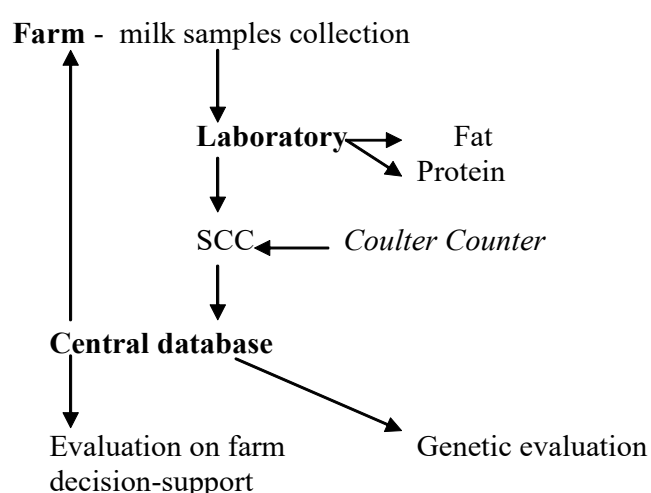 Farm - milk samples collection
Laboratory
Fat
Protein
SCC
Coulter Counter
Central database
Evaluation on farm
decision-support
Genetic evaluation